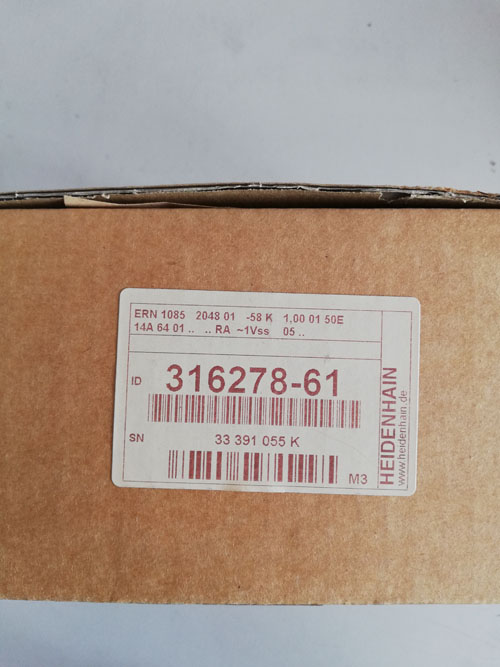 ERN 1085 2048 01 -58 K 1,00 01 50E
14A 64 01 .. .. RA ~1Vss 05 ..
ID 316278-61
SN 33 391 055 K
M3
HEIDENHAIN
www.heidenhain.de